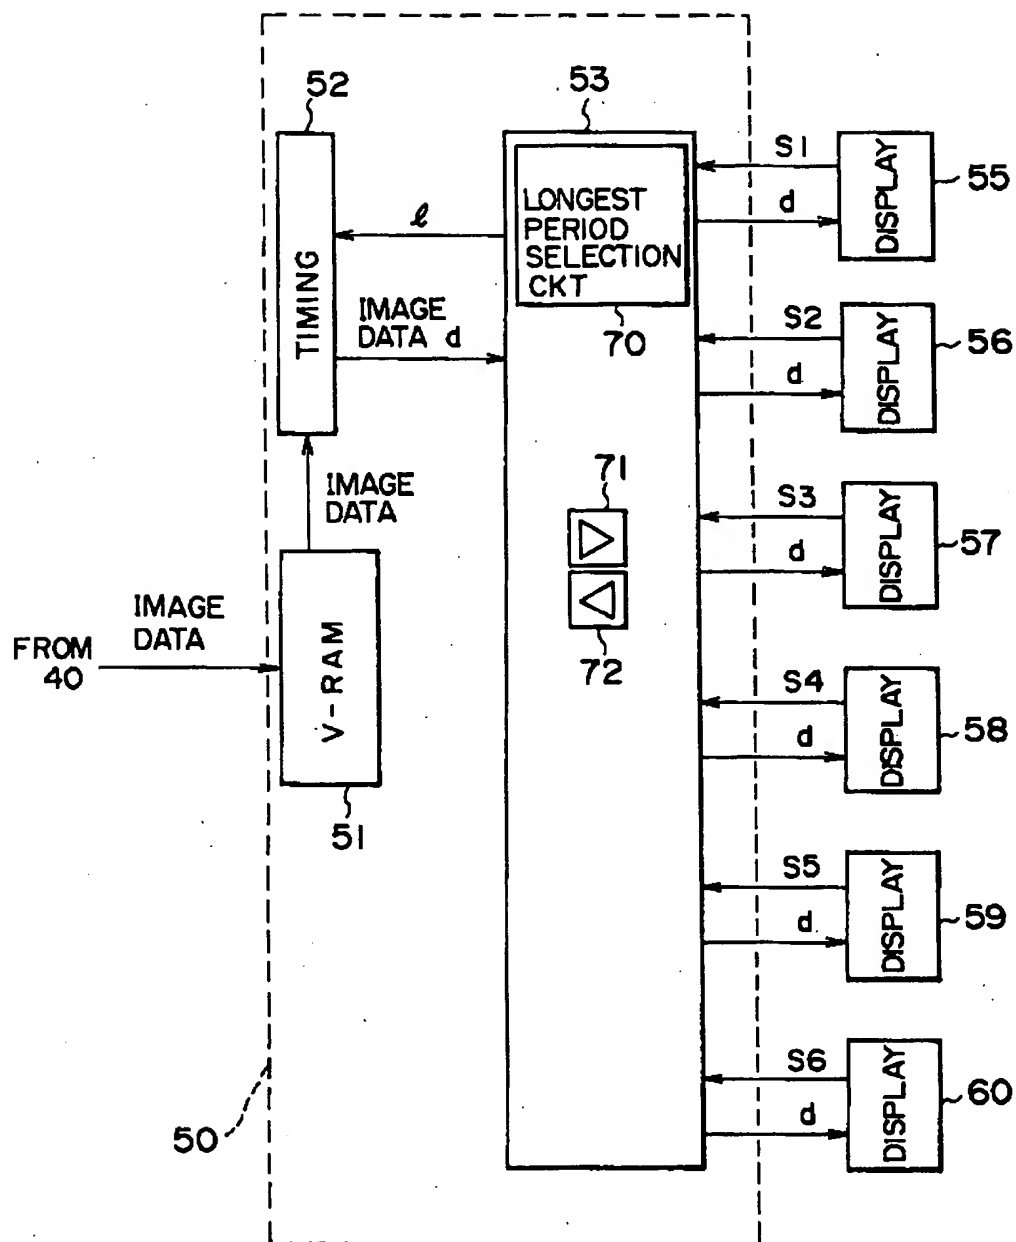 52
53
S1
d
DISPLAY
55
LONGEST
PERIOD
SELECTION
CKT
70
ℓ
TIMING
IMAGE
DATA d
S2
d
DISPLAY
56
IMAGE
DATA
71
72
S3
d
DISPLAY
57
IMAGE
DATA
FROM
40
V-RAM
51
S4
d
DISPLAY
58
S5
d
DISPLAY
59
S6
d
DISPLAY
60
50